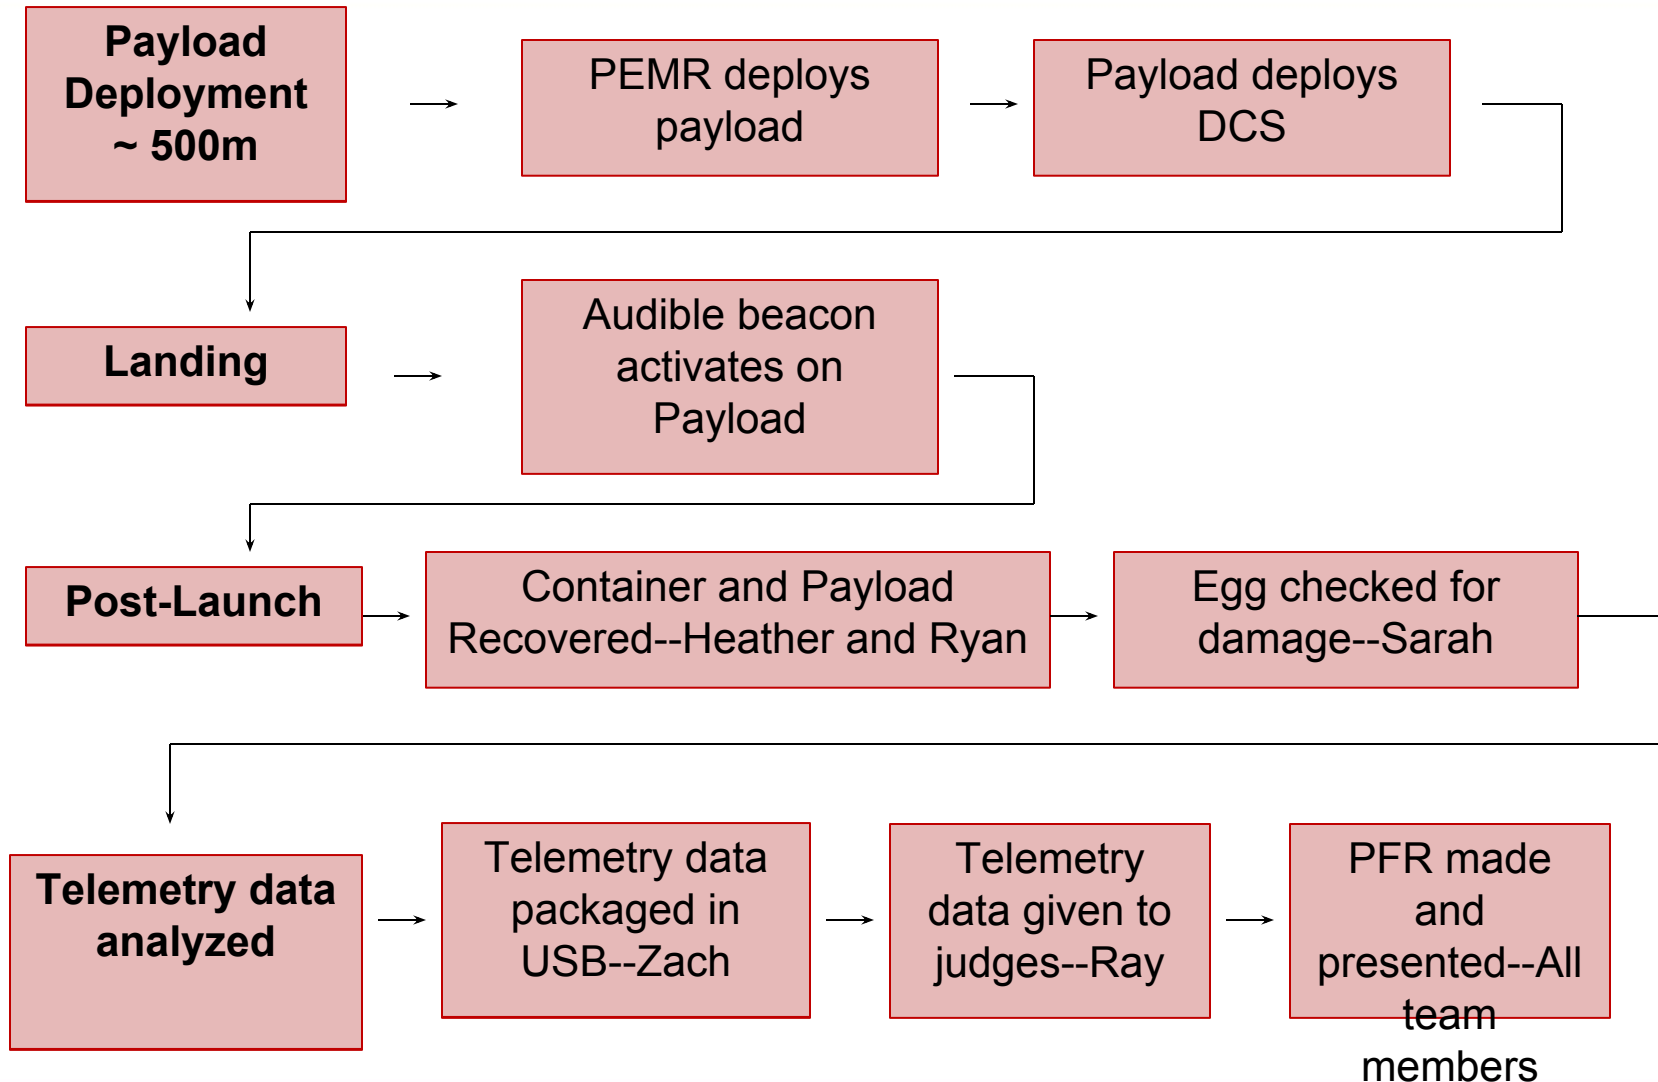 Payload
Deployment
~ 500m
PEMR deploys
payload
Payload deploys
DCS
Landing
Audible beacon
activates on
Payload
Post-Launch
Container and Payload
Recovered--Heather and Ryan
Egg checked for
damage--Sarah
Telemetry data
analyzed
Telemetry data
packaged in
USB--Zach
Telemetry
data given to
judges--Ray
PFR made
and
presented--All
team
members